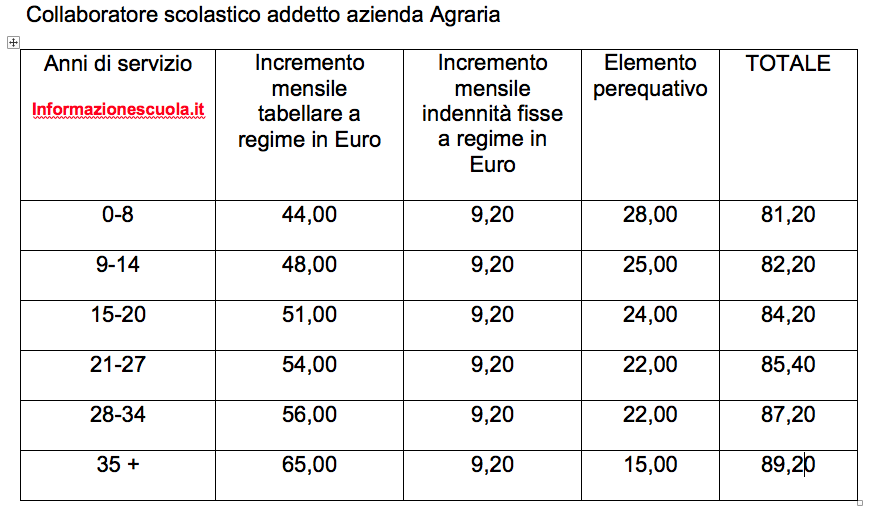 Collaboratore scolastico addetto azienda Agraria
Anni di servizio
Informazionescuola.it
Incremento
mensile
tabellare a
regime in Euro
Incremento
mensile
indennità fisse
a regime in
Euro
Elemento
perequativo
TOTALE
0-8 44,00 9,20 28,00 81,20
9-14 48,00 9,20 25,00 82,20
15-20 51,00 9,20 24,00 84,20
21-27 54,00 9,20 22,00 85,40
28-34 56,00 9,20 22,00 87,20
35 + 65,00 9,20 15,00 89,20